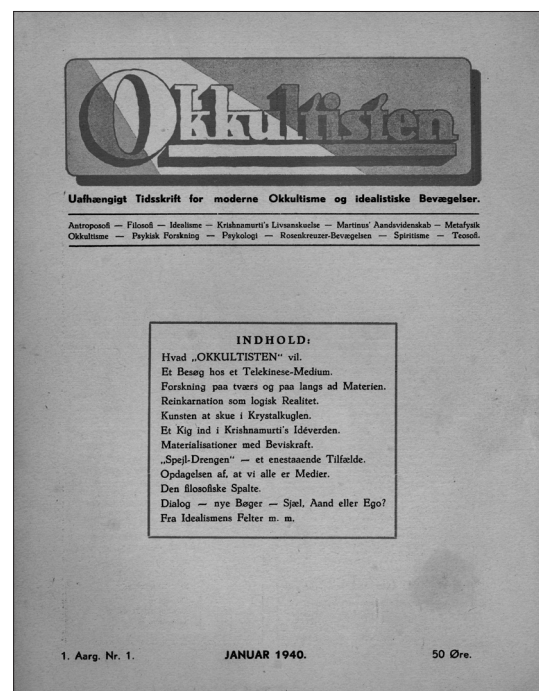 Okkultisten
Uafhængigt Tidsskrift for moderne Okkultisme og idealistiske Bevægelser.
Antroposofi — Filosofi — Idealisme — Krishnamurti's Livsanskuelse — Martinus' Aandsvidenskab — Metafysik
Okkultisme — Psykisk Forskning — Psykologi — Rosenkreuzer-Bevægelsen — Spiritisme — Teosofi.
INDHOLD:
Hvad „OKKULTISTEN" vil.
Et Besøg hos et Telekinese-Medium.
Forskning paa tværs og paa langs ad Materien.
Reinkarnation som logisk Realitet.
Kunsten at skue i Krystalkuglen.
Et Kig ind i Krishnamurti's Idéverden.
Materialisationer med Beviskraft.
„Spejl-Drengen" — et enestaaende Tilfælde.
Opdagelsen af, at vi alle er Medier.
Den filosofiske Spalte.
Dialog — nye Bøger — Sjæl, Aand eller Ego?
Fra Idealismens Felter m. m.
1. Aarg. Nr. 1. JANUAR 1940. 50 Øre.